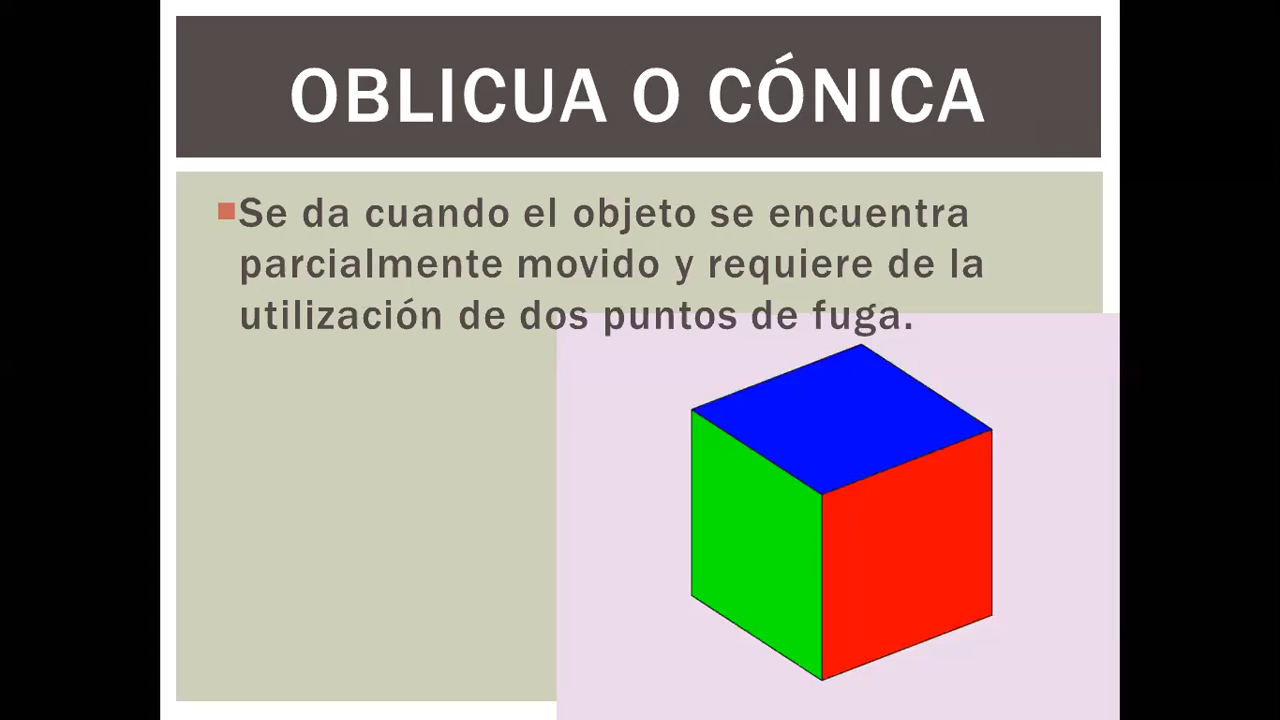 OBLICUA O CÓNICA
Se da cuando el objeto se encuentra
parcialmente movido y requiere de la
utilización de dos puntos de fuga.